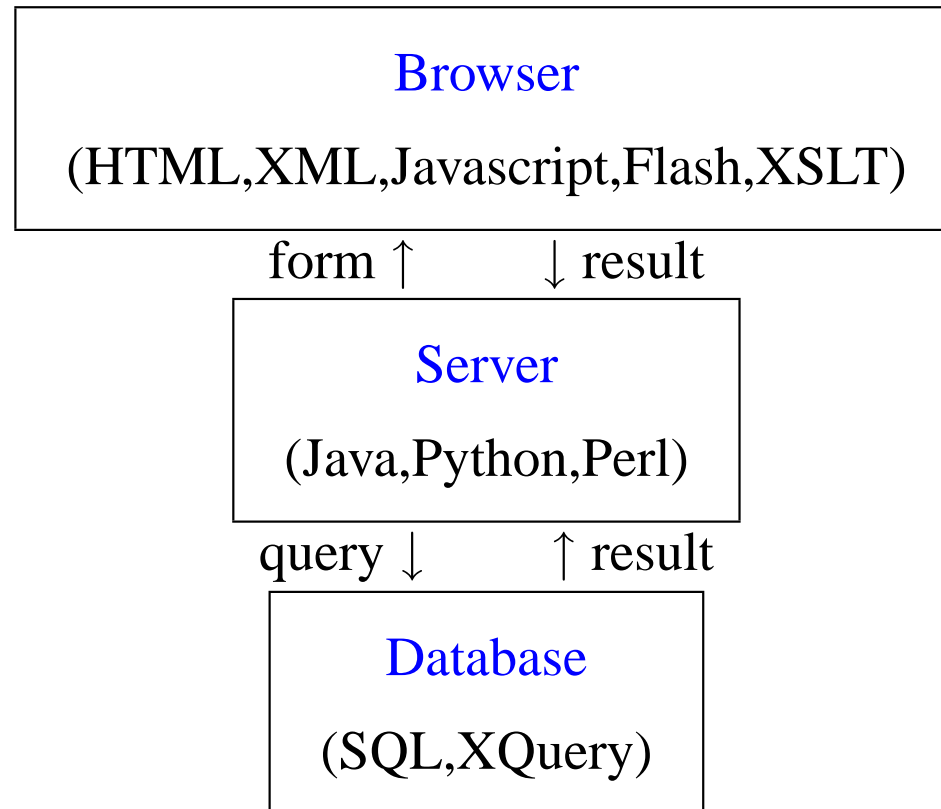 Browser
(HTML,XML,Javascript,Flash,XSLT)
form ↑ ↓ result
Server
(Java,Python,Perl)
query ↓ ↑ result
Database
(SQL,XQuery)